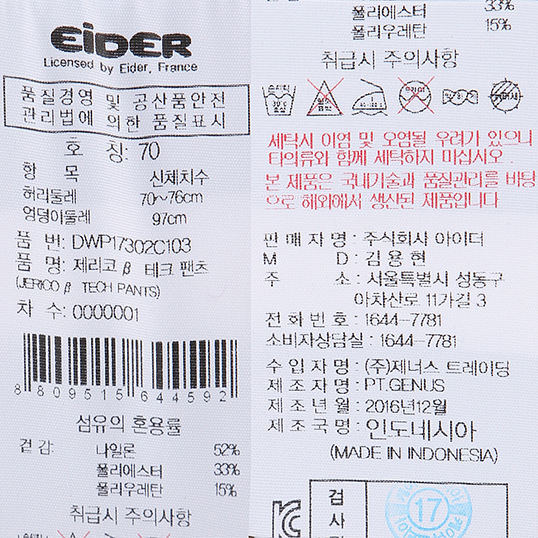 EiDER
Licensed by Eider, France
품질경영 및 공산품안전
관리법에 의한 품질표시
호 칭: 70
항 목 신체치수
허리둘레 70~76cm
엉덩이둘레 97cm
품 번: DWP17302C103
품 명: 제리코 β 테크 팬츠
(JERICO β TECH PANTS)
차 수: 0000001
8 809515 644592
섬유의 혼용률
겉감: 나일론 52%
폴리에스터 33%
폴리우레탄 15%
취급시 주의사항
33%
폴리에스터
폴리우레탄 15%
취급시 주의사항
세탁시 이염 및 오염될 우려가 있으니
타의류와 함께 세탁하지 마십시오.
본 제품은 국내기술과 품질관리를 바탕
으로 해외에서 생산된 제품입니다
판매자명: 주식회사 아이더
M D: 김용현
주 소: 서울특별시 성동구
아차산로 11가길 3
전화번호: 1644-7781
소비자상담실: 1644-7781
수입자명: (주)제너스 트레이딩
제조자명: PT.GENUS
제조년월: 2016년12월
제조국명: 인도네시아
(MADE IN INDONESIA)
검
사
17